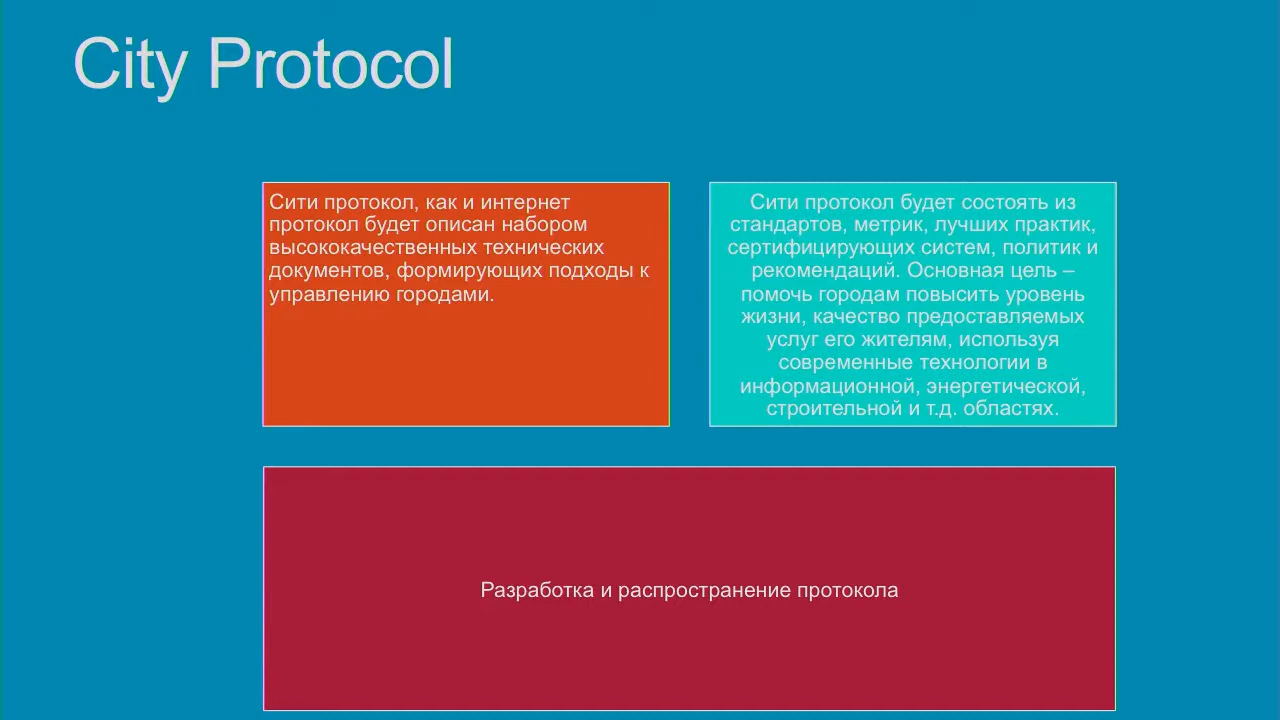 City Protocol
Сити протокол, как и интернет
протокол будет описан набором
высококачественных технических
документов, формирующих подходы к
управлению городами.
Сити протокол будет состоять из
стандартов, метрик, лучших практик,
сертифицирующих систем, политик и
рекомендаций. Основная цель –
помочь городам повысить уровень
жизни, качество предоставляемых
услуг его жителям, используя
современные технологии в
информационной, энергетической,
строительной и т.д. областях.
Разработка и распространение протокола